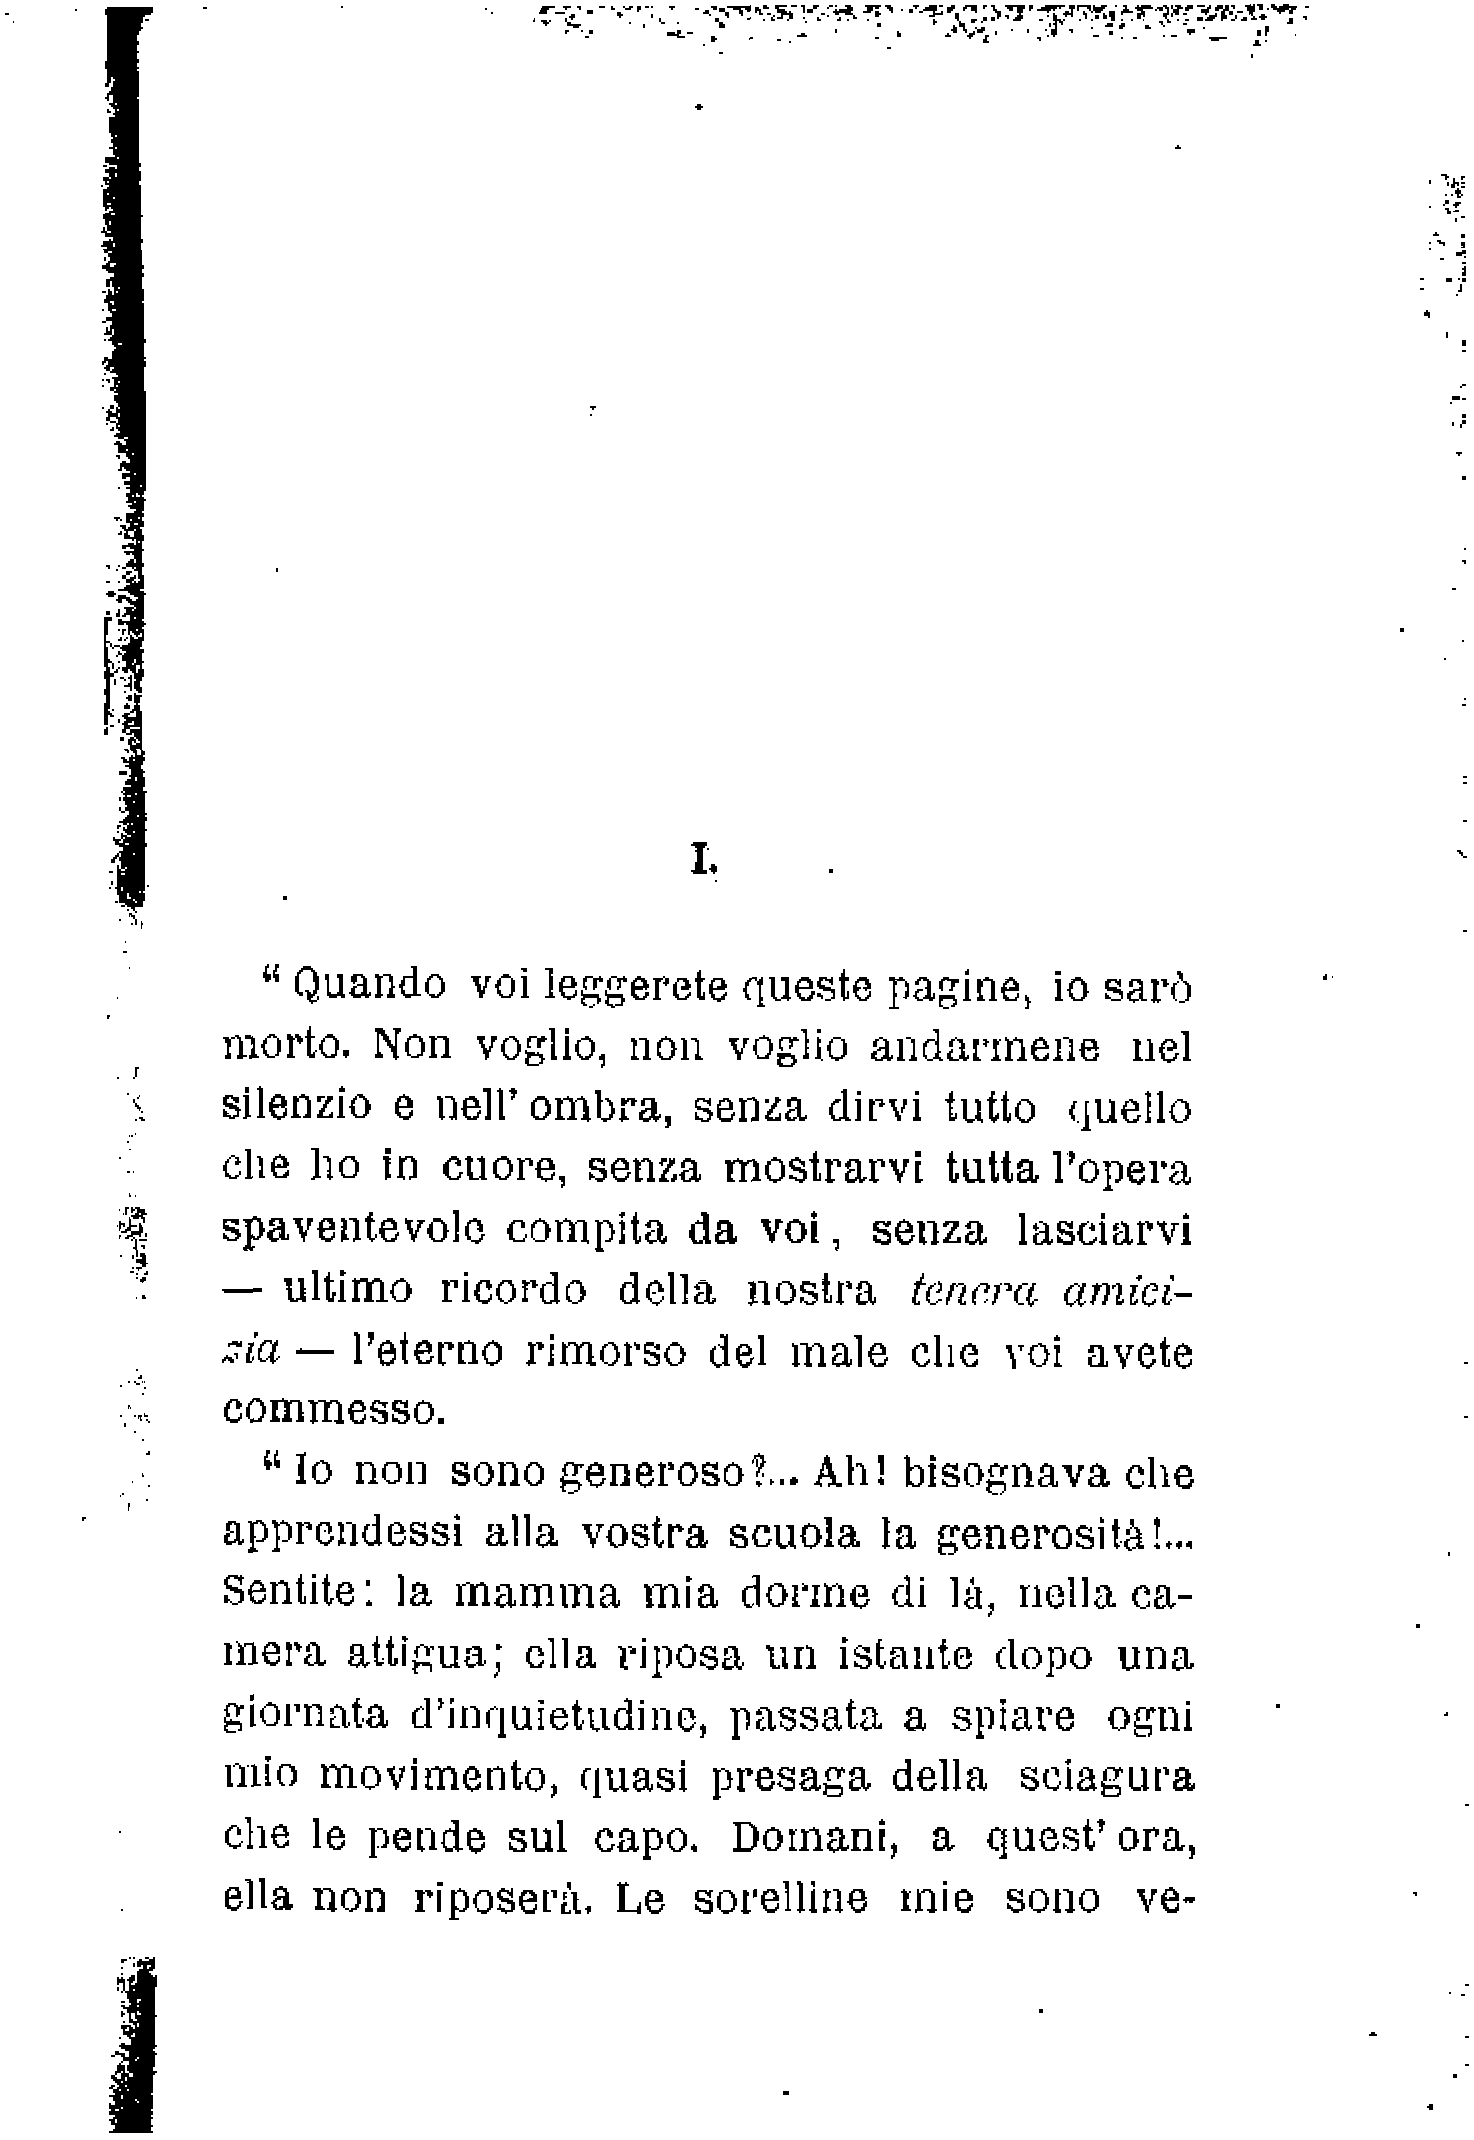 I.
“ Quando voi leggerete queste pagine, io sarò
morto. Non voglio, non voglio andarmene nel
silenzio e nell’ ombra, senza dirvi tutto quello
che ho in cuore, senza mostrarvi tutta l’opera
spaventevole compita da voi, senza lasciarvi
— ultimo ricordo della nostra tenera amici-
zia — l’eterno rimorso del male che voi avete
commesso.
“ Io non sono generoso?... Ah! bisognava che
apprendessi alla vostra scuola la generosità!...
Sentite: la mamma mia dorme di là, nella ca-
mera attigua; ella riposa un istante dopo una
giornata d’inquietudine, passata a spiare ogni
mio movimento, quasi presaga della sciagura
che le pende sul capo. Domani, a quest’ ora,
ella non riposerà. Le sorelline mie sono ve-